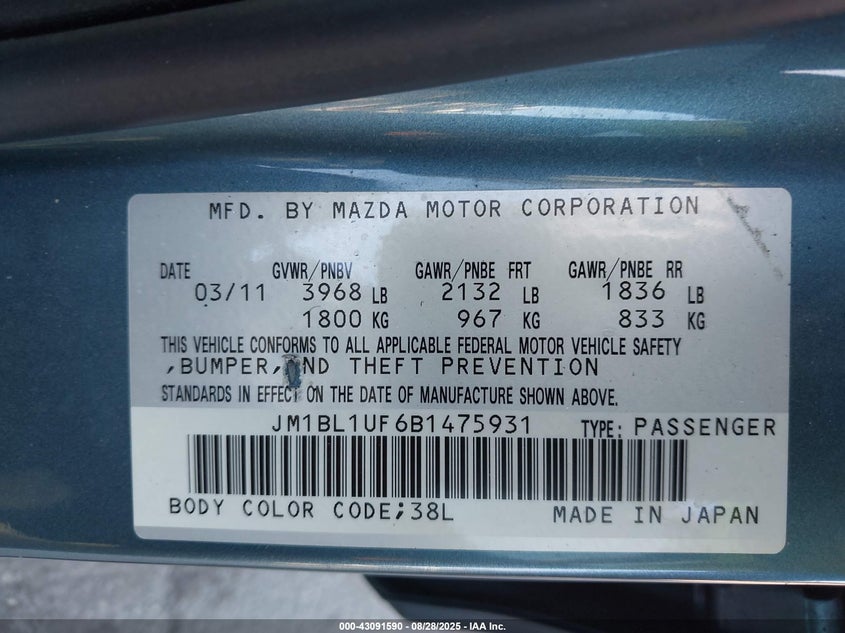 MFD. BY MAZDA MOTOR CORPORATION
DATE GVWR/PNBV GAWR/PNBE FRT GAWR/PNBE RR
03/11 3968 LB 2132 LB 1836 LB
1800 KG 967 KG 833 KG
THIS VEHICLE CONFORMS TO ALL APPLICABLE FEDERAL MOTOR VEHICLE SAFETY
,BUMPER, ND THEFT PREVENTION
STANDARDS IN EFFECT ON THE DATE OF MANUFACTURE SHOWN ABOVE.
JM1BL1UF6B1475931 TYPE: PASSENGER
BODY COLOR CODE;38L MADE IN JAPAN
000-43091590 - 08/28/2025 - IAA Inc.